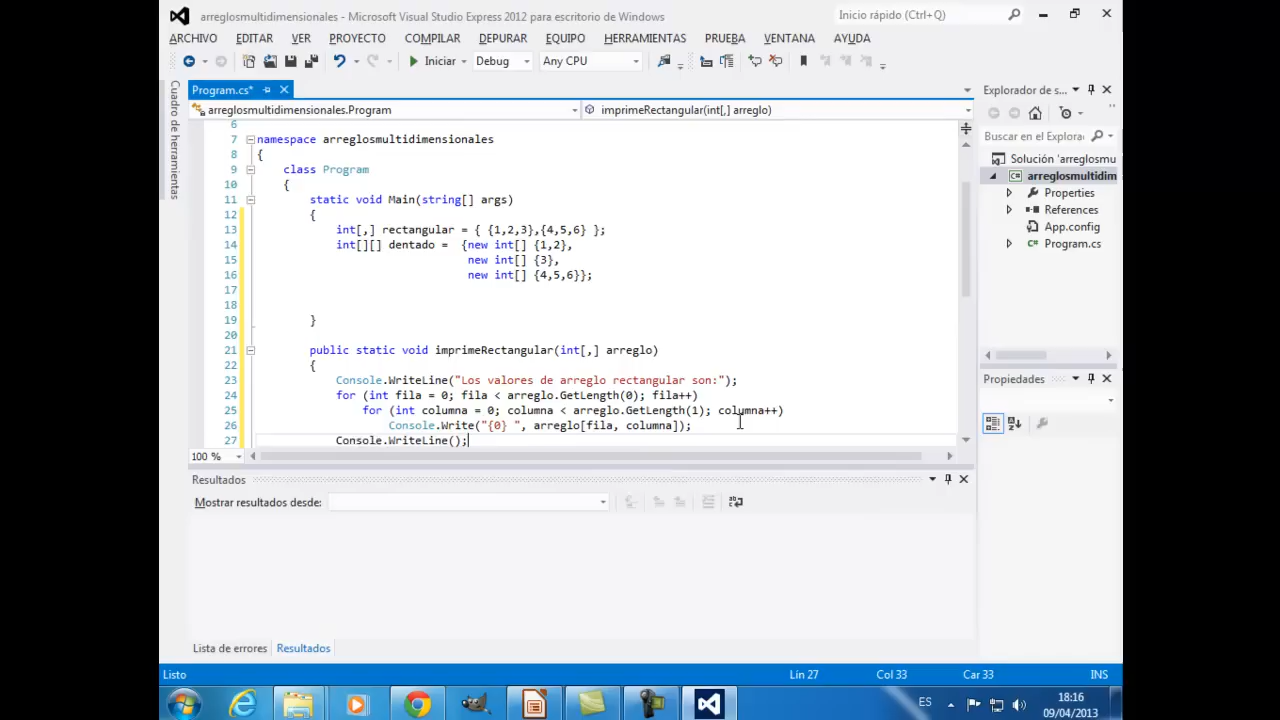 arreglosmultidimensionales - Microsoft Visual Studio Express 2012 para escritorio de Windows
Inicio rápido (Ctrl+Q)
ARCHIVO EDITAR VER PROYECTO COMPILAR DEPURAR EQUIPO HERRAMIENTAS PRUEBA VENTANA AYUDA
Iniciar Debug Any CPU
Cuadro de herramientas
Program.cs*
arreglosmultidimensionales.Program imprimeRectangular(int[,] arreglo)
6
7 namespace arreglosmultidimensionales
8 {
9 class Program
10 {
11 static void Main(string[] args)
12 {
13 int[,] rectangular = { {1,2,3},{4,5,6} };
14 int[][] dentado = {new int[] {1,2},
15 new int[] {3},
16 new int[] {4,5,6}};
17
18
19 }
20
21 public static void imprimeRectangular(int[,] arreglo)
22 {
23 Console.WriteLine("Los valores de arreglo rectangular son:");
24 for (int fila = 0; fila < arreglo.GetLength(0); fila++)
25 for (int columna = 0; columna < arreglo.GetLength(1); columna++)
26 Console.Write("{0} ", arreglo[fila, columna]);
27 Console.WriteLine();
100 %
Explorador de s...
Buscar en el Explora
Solución 'arreglosmu
arreglosmultidim
Properties
References
App.config
Program.cs
Propiedades
Resultados
Mostrar resultados desde:
Lista de errores Resultados
Listo Lín 27 Col 33 Car 33 INS
ES
18:16
09/04/2013